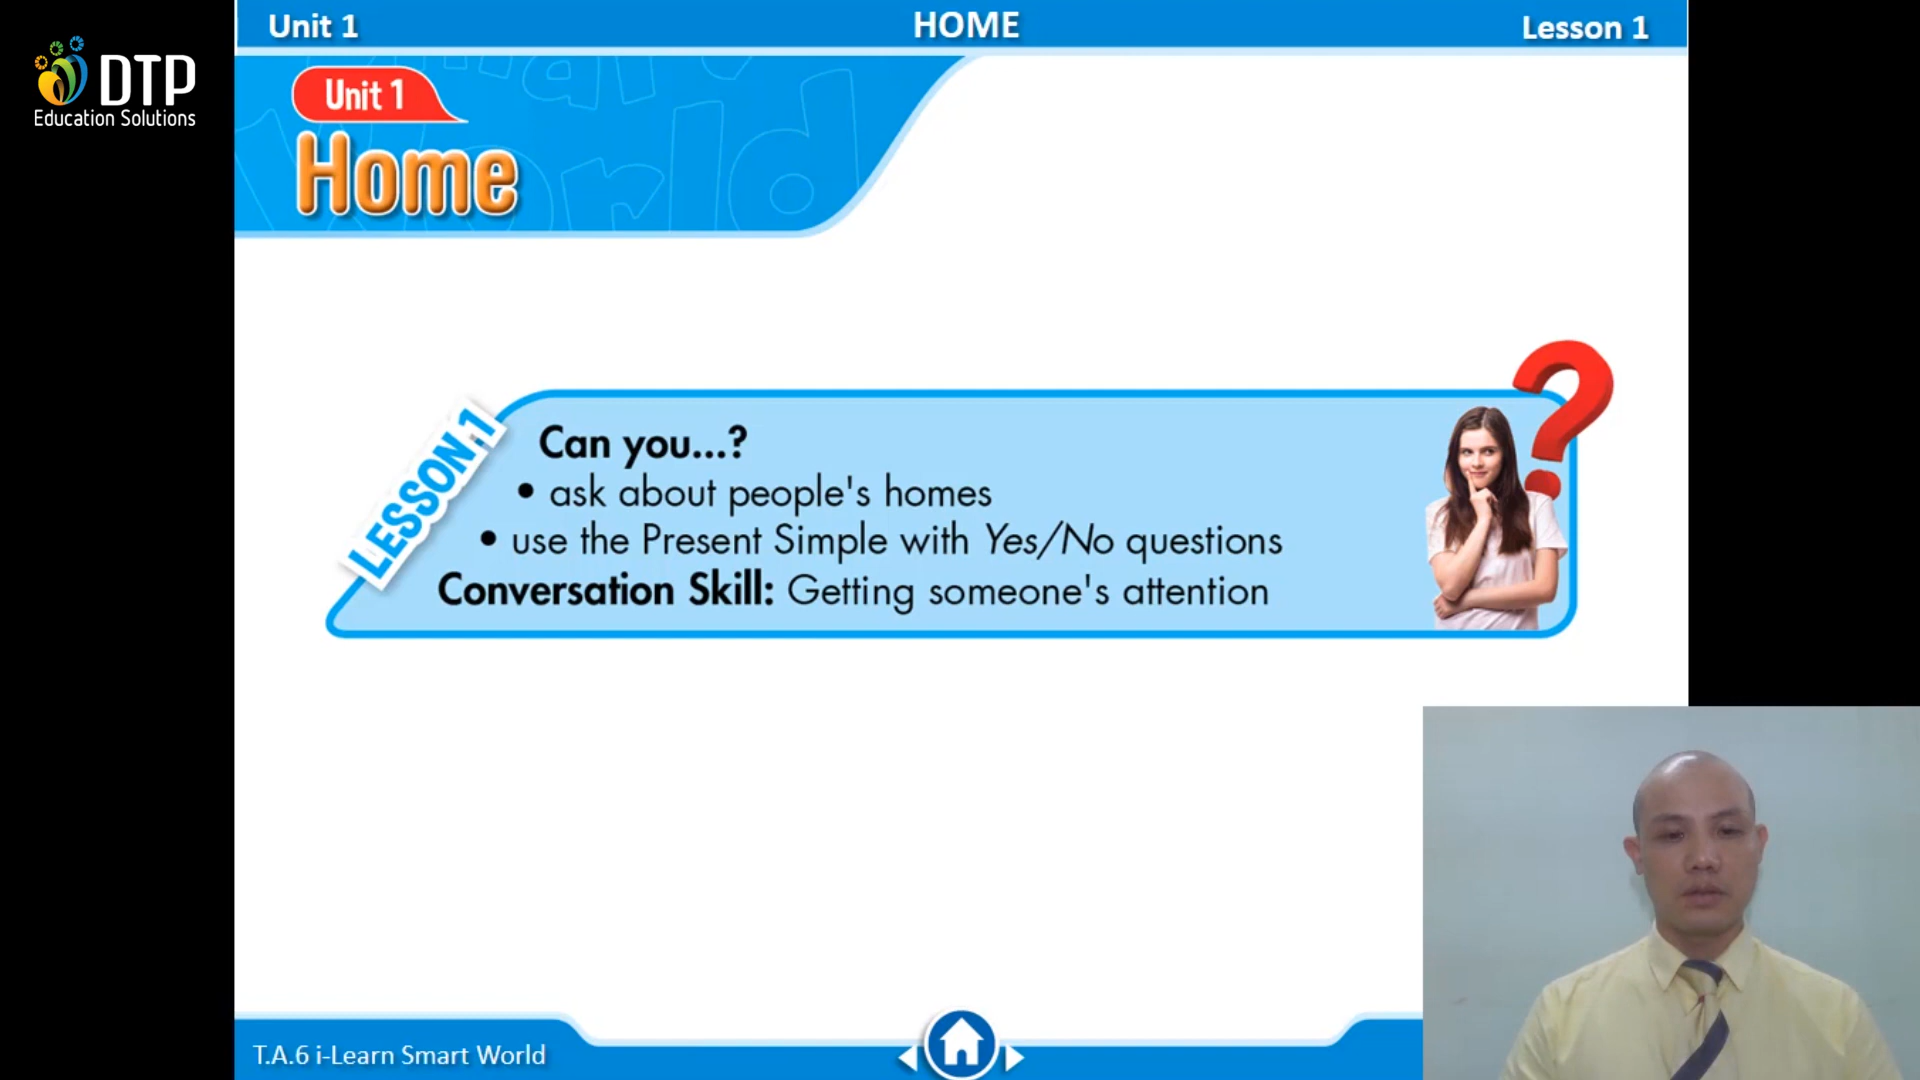 DTP
Education Solutions
Unit 1
HOME
Lesson 1
Unit 1
Home
LESSON 1
Can you...?
• ask about people's homes
• use the Present Simple with Yes/No questions
Conversation Skill: Getting someone's attention
T.A.6 i-Learn Smart World